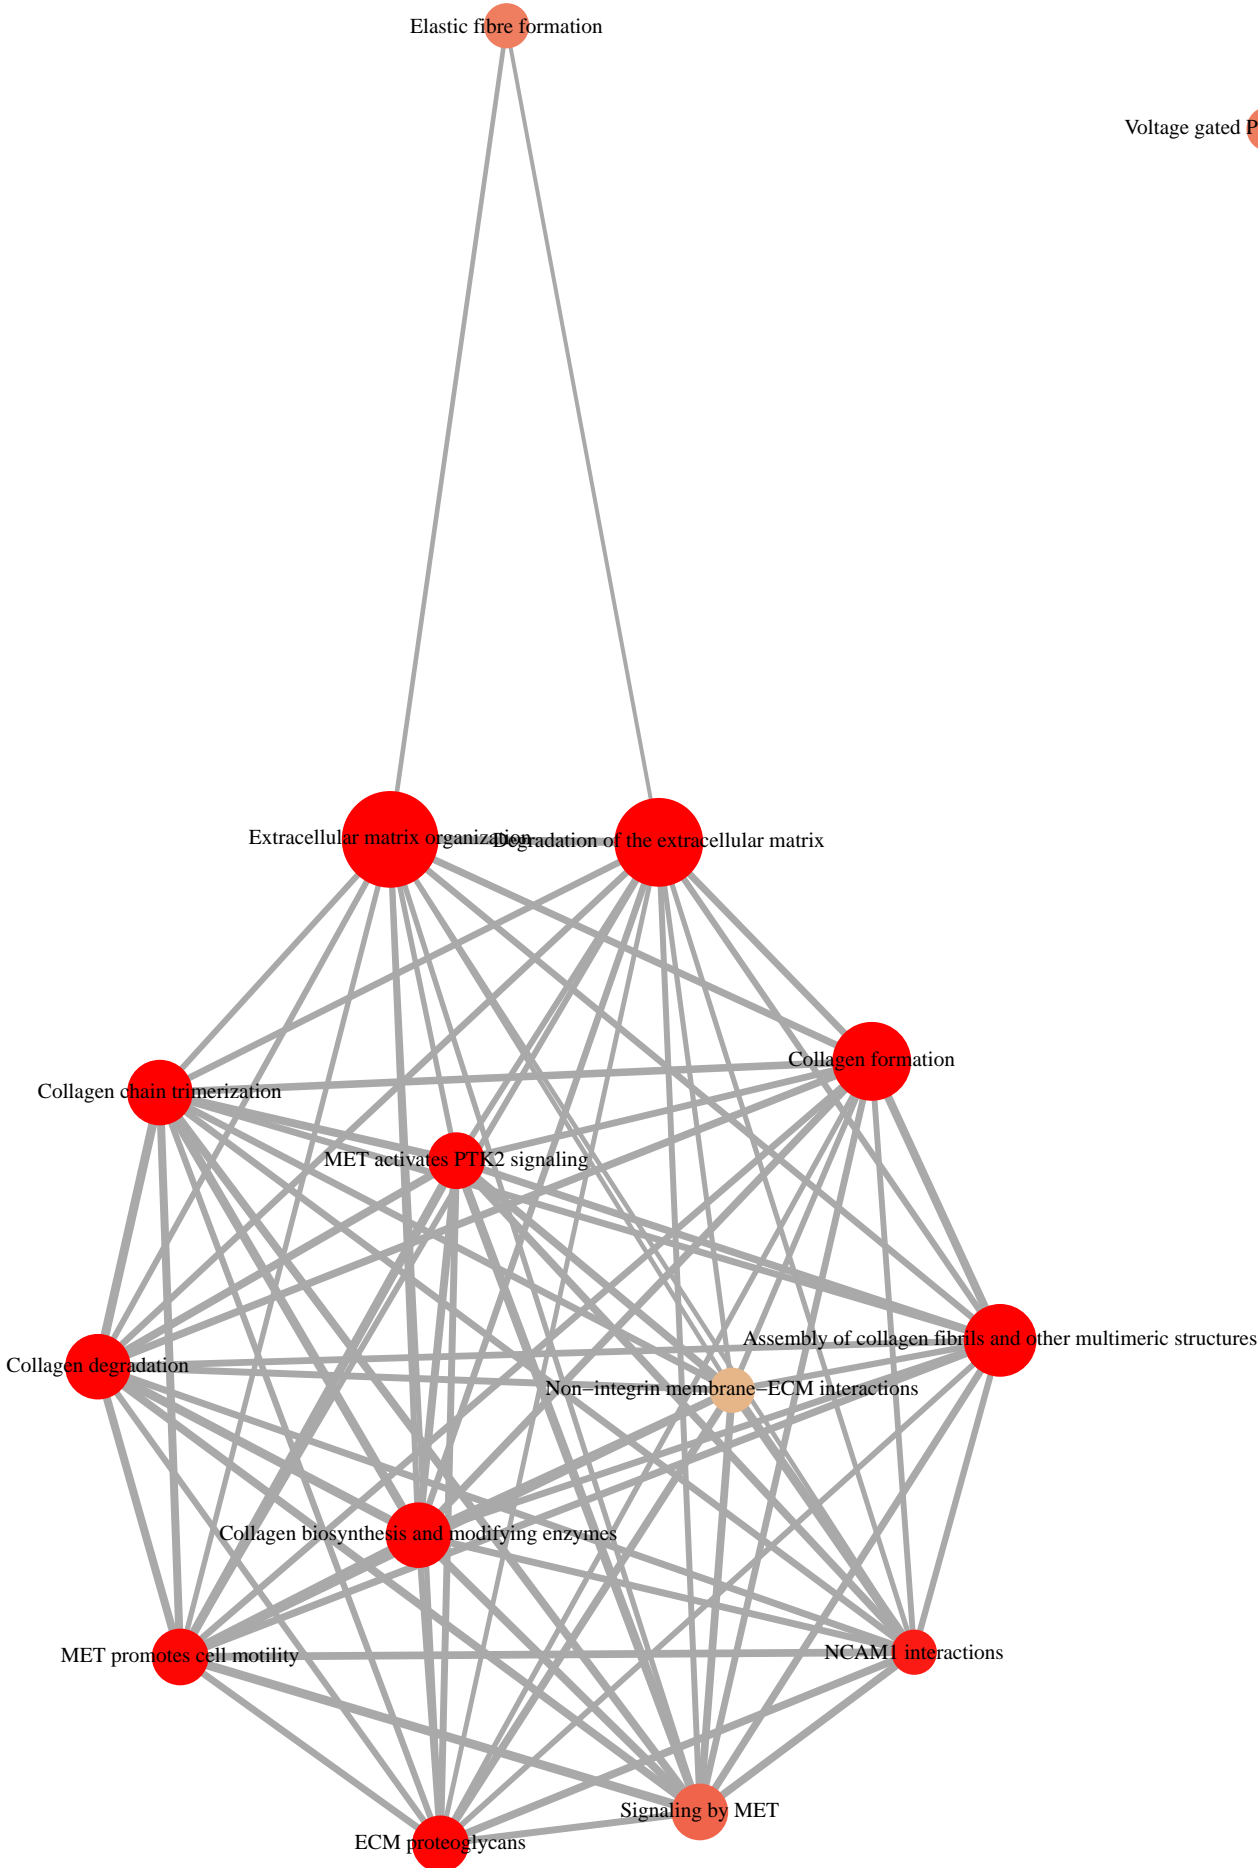 Elastic fibre formation
Voltage gated P
Extracellular matrix organization
Degradation of the extracellular matrix
Collagen formation
Collagen chain trimerization
MET activates PTK2 signaling
Assembly of collagen fibrils and other multimeric structures
Collagen degradation
Non−integrin membrane−ECM interactions
Collagen biosynthesis and modifying enzymes
MET promotes cell motility
NCAM1 interactions
Signaling by MET
ECM proteoglycans